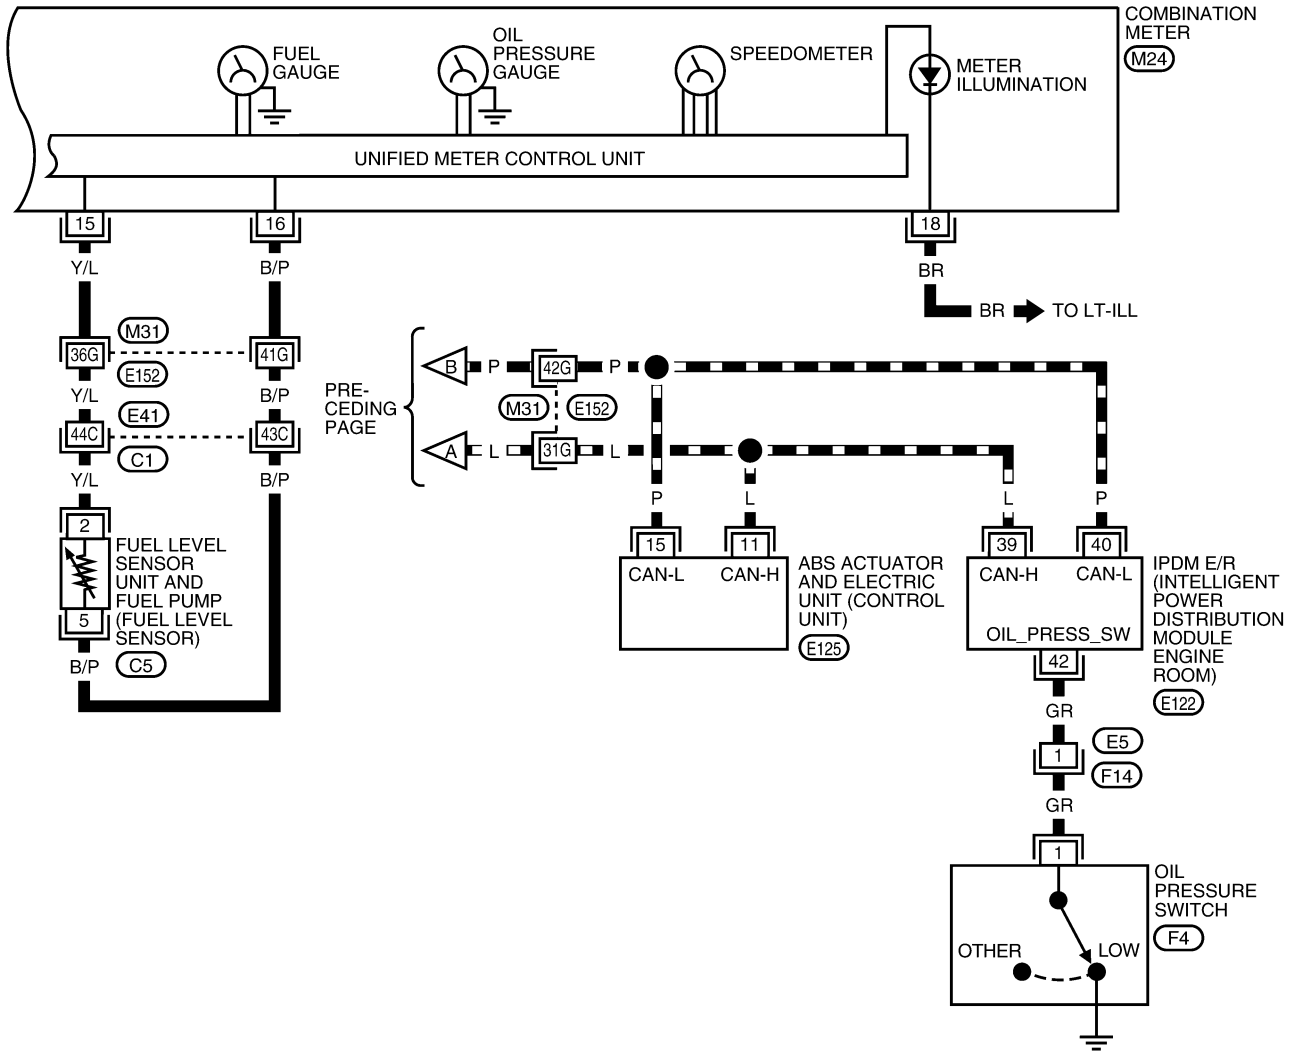 COMBINATION
METER
M24
FUEL
GAUGE
OIL
PRESSURE
GAUGE
SPEEDOMETER
METER
ILLUMINATION
UNIFIED METER CONTROL UNIT
15
16
18
Y/L
B/P
BR
BR
TO LT-ILL
M31
36G
41G
E152
Y/L
B/P
E41
44C
43C
C1
Y/L
B/P
2
FUEL LEVEL
SENSOR
UNIT AND
FUEL PUMP
(FUEL LEVEL
SENSOR)
5
C5
B/P
PRE-
CEDING
PAGE
B
P
42G
P
M31
E152
A
L
31G
L
P
L
L
P
15
11
39
40
CAN-L
CAN-H
ABS ACTUATOR
AND ELECTRIC
UNIT (CONTROL
UNIT)
E125
CAN-H
CAN-L
OIL_PRESS_SW
IPDM E/R
(INTELLIGENT
POWER
DISTRIBUTION
MODULE
ENGINE
ROOM)
E122
42
GR
1
E5
F14
GR
1
OIL
PRESSURE
SWITCH
F4
OTHER
LOW